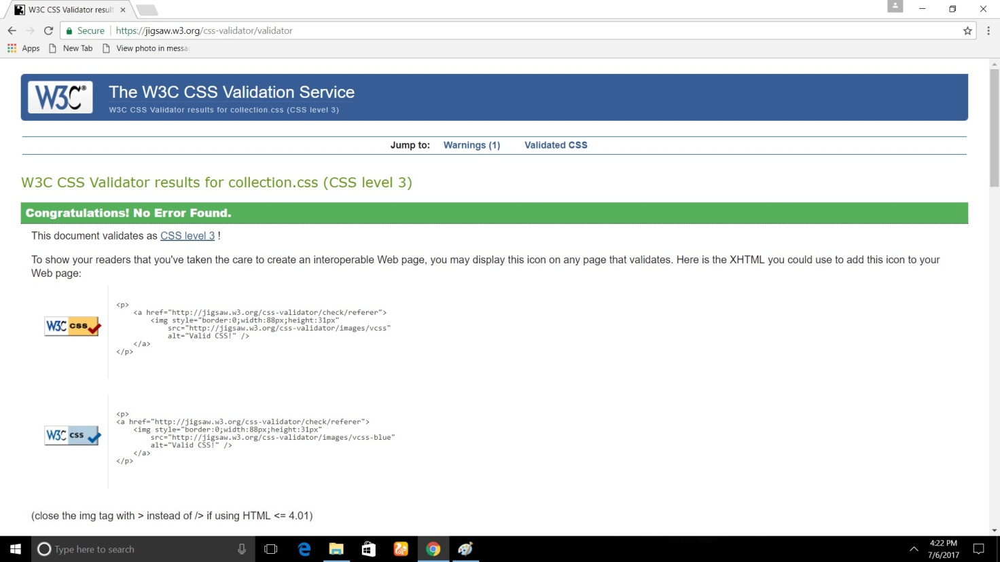 W3C CSS Validator result
Secure | https://jigsaw.w3.org/css-validator/validator
Apps New Tab View photo in messa
W3C®
The W3C CSS Validation Service
W3C CSS Validator results for collection.css (CSS level 3)
Jump to: Warnings (1) Validated CSS
W3C CSS Validator results for collection.css (CSS level 3)
Congratulations! No Error Found.
This document validates as CSS level 3 !
To show your readers that you've taken the care to create an interoperable Web page, you may display this icon on any page that validates. Here is the XHTML you could use to add this icon to your
Web page:
W3C css
<p>
<a href="http://jigsaw.w3.org/css-validator/check/referer">
<img style="border:0;width:88px;height:31px"
src="http://jigsaw.w3.org/css-validator/images/vcss"
alt="Valid CSS!" />
</a>
</p>
W3C css
<p>
<a href="http://jigsaw.w3.org/css-validator/check/referer">
<img style="border:0;width:88px;height:31px"
src="http://jigsaw.w3.org/css-validator/images/vcss-blue"
alt="Valid CSS!" />
</a>
</p>
(close the img tag with > instead of /> if using HTML <= 4.01)
Type here to search
4:22 PM
7/6/2017